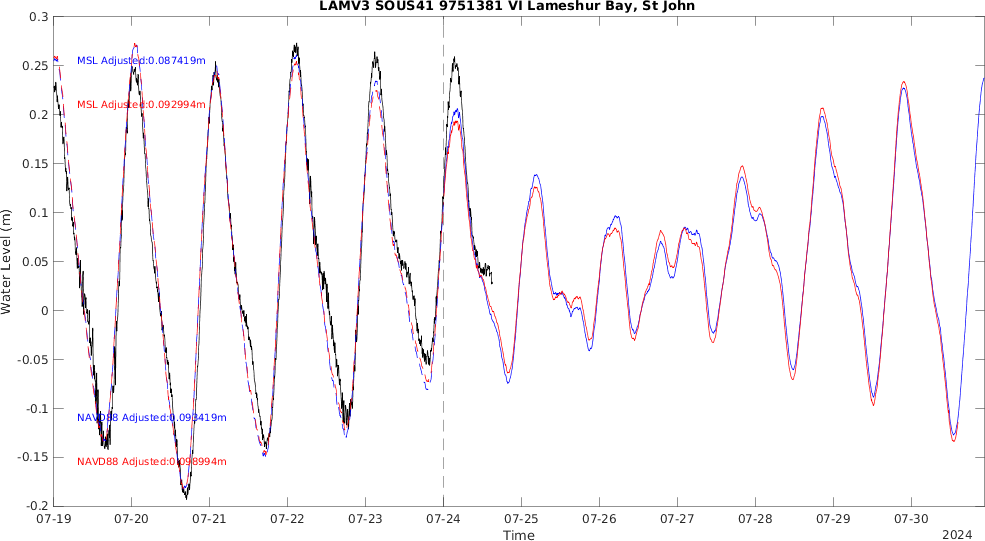 LAMV3 SOUS41 9751381 VI Lameshur Bay, St John
0.3
0.25
0.2
0.15
0.1
0.05
0
-0.05
-0.1
-0.15
-0.2
Water Level (m)
MSL Adjusted:0.087419m
MSL Adjusted:0.092994m
NAVD88 Adjusted:0.093419m
NAVD88 Adjusted:0.098994m
07-19 07-20 07-21 07-22 07-23 07-24 07-25 07-26 07-27 07-28 07-29 07-30
Time
2024